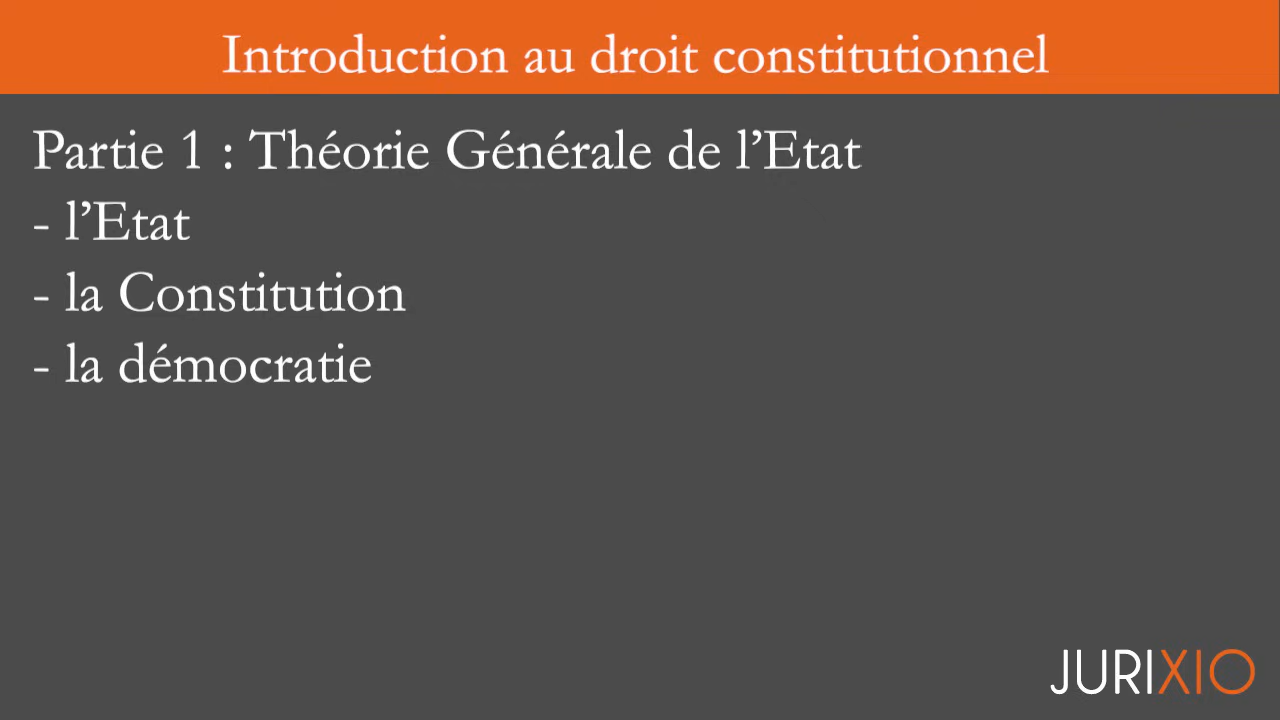 Introduction au droit constitutionnel
Partie 1 : Théorie Générale de l’Etat
- l’Etat
- la Constitution
- la démocratie
JURIXIO